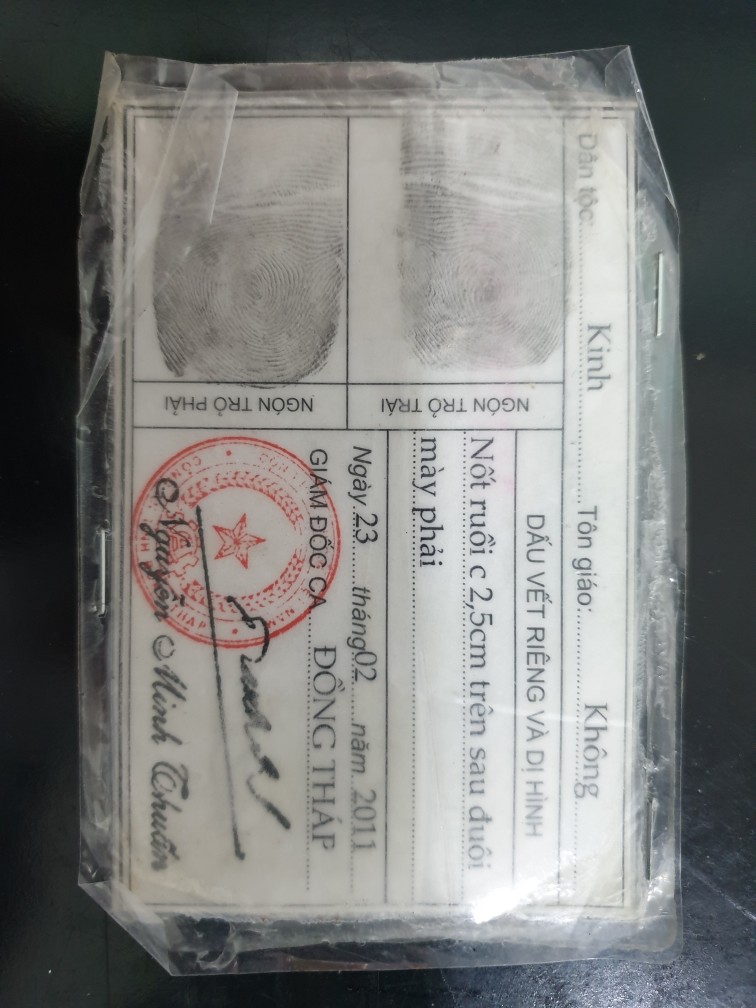 Dân tộc: Kinh Tôn giáo: Không
DẤU VẾT RIÊNG VÀ DỊ HÌNH
Nốt ruồi c 2,5cm trên sau đuôi
mày phải
NGÓN TRỎ TRÁI
NGÓN TRỎ PHẢI
Ngày 23 tháng 02 năm 2011
GIÁM ĐỐC CA ĐỒNG THÁP
Nguyễn Minh Thuấn